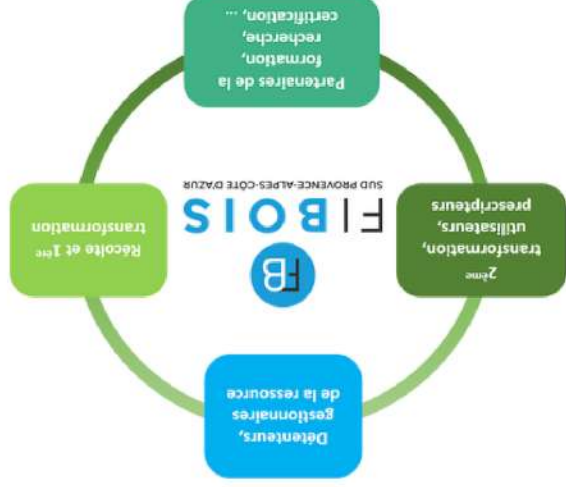 Détenteurs,
gestionnaires
de la ressource
2ème
transformation,
utilisateurs,
prescripteurs
FB
FIBOIS
SUD PROVENCE-ALPES-CÔTE D'AZUR
Récolte et 1ère
transformation
Partenaires de la
formation,
recherche,
certification, ...